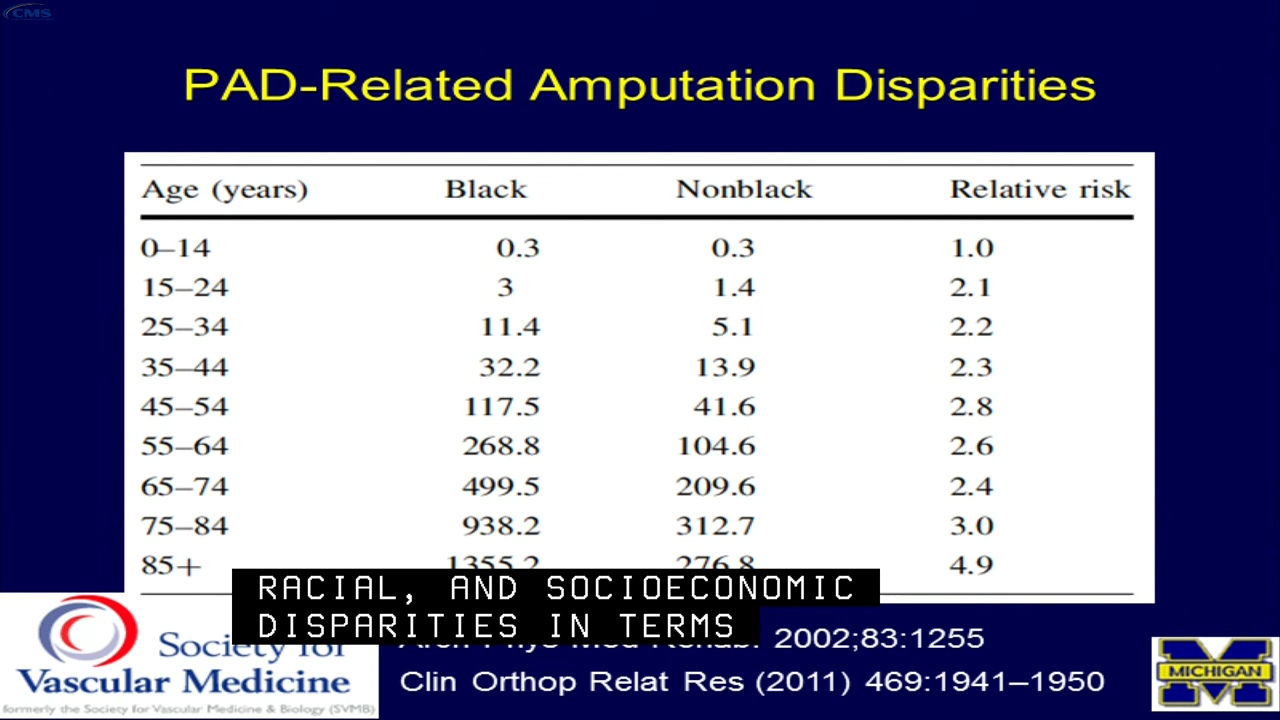 CMS
PAD-Related Amputation Disparities
Age (years) Black Nonblack Relative risk
0–14 0.3 0.3 1.0
15–24 3 1.4 2.1
25–34 11.4 5.1 2.2
35–44 32.2 13.9 2.3
45–54 117.5 41.6 2.8
55–64 268.8 104.6 2.6
65–74 499.5 209.6 2.4
75–84 938.2 312.7 3.0
85+ 1355.2 276.8 4.9
RACIAL, AND SOCIOECONOMIC
DISPARITIES IN TERMS
Society for
Vascular Medicine
formerly the Society for Vascular Medicine & Biology (SVMB)
2002;83:1255
Clin Orthop Relat Res (2011) 469:1941–1950
MICHIGAN